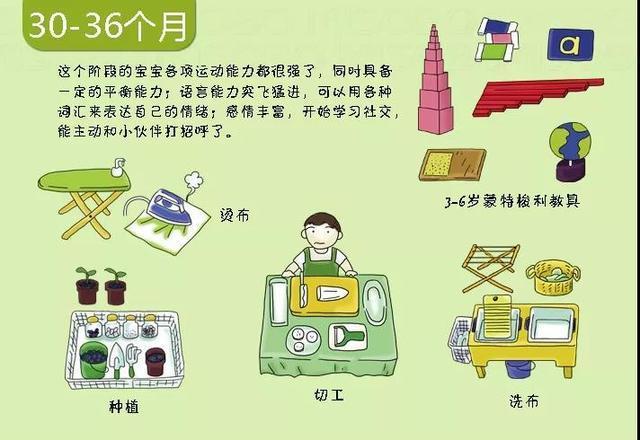 30-36个月
这个阶段的宝宝各项运动能力都很强了，同时具备
一定的平衡能力；语言能力突飞猛进，可以用各种
词汇来表达自己的情绪；感情丰富，开始学习社交，
能主动和小伙伴打招呼了。
a
3-6岁蒙特梭利教具
烫布
种植
切工
洗布